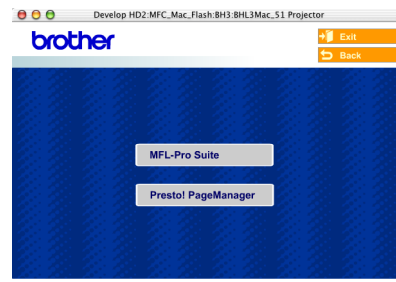 Develop HD2:MFC_Mac_Flash:BH3:BHL3Mac_51 Projector
brother
Exit
Back
MFL-Pro Suite
Presto! PageManager